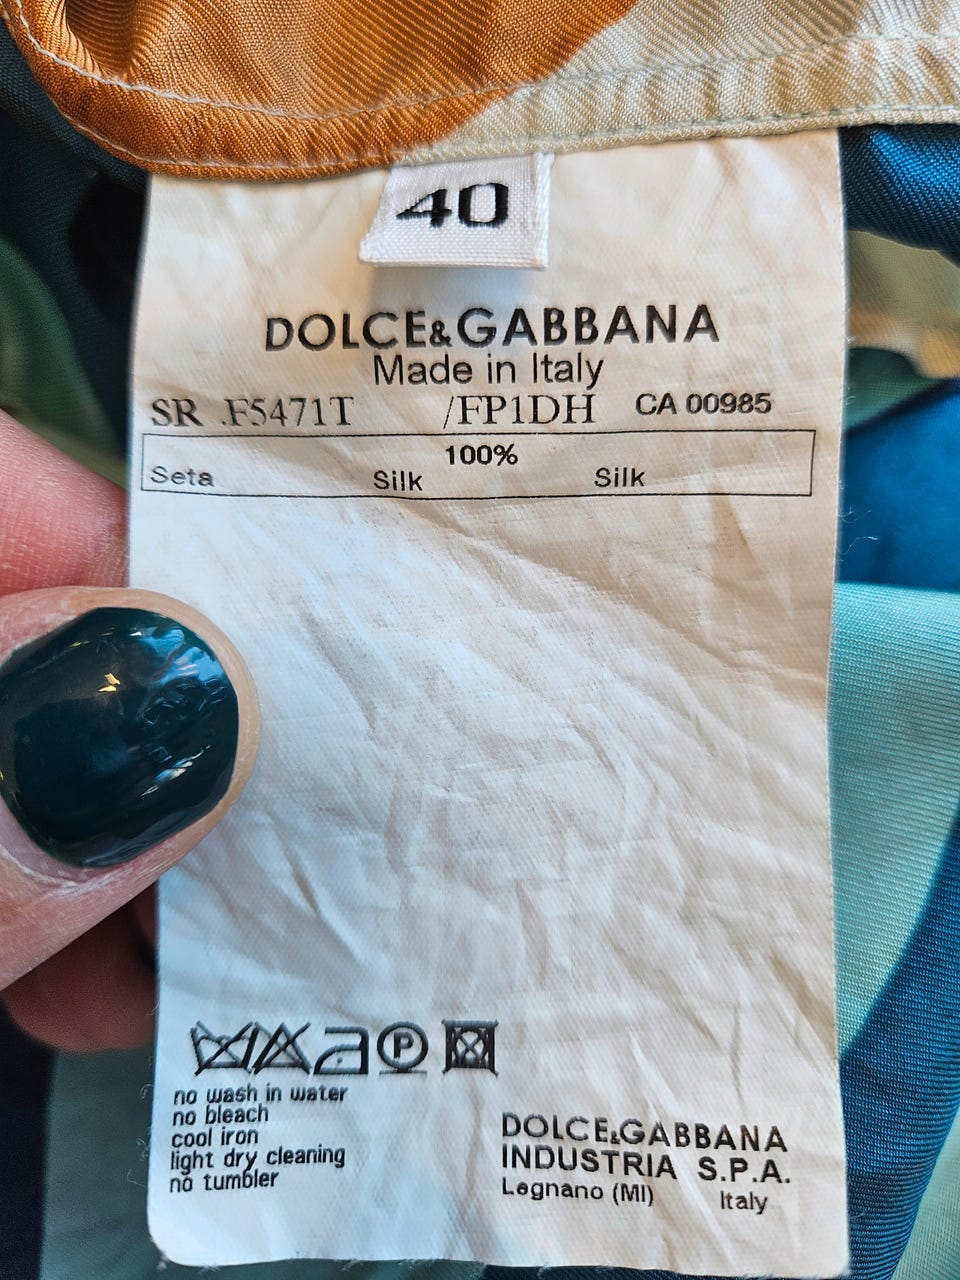 40
DOLCE&GABBANA
Made in Italy
SR .F5471T /FP1DH CA 00985
100%
Seta Silk Silk
P
no wash in water
no bleach
cool iron
light dry cleaning
no tumbler
DOLCE&GABBANA
INDUSTRIA S.P.A.
Legnano (MI) Italy